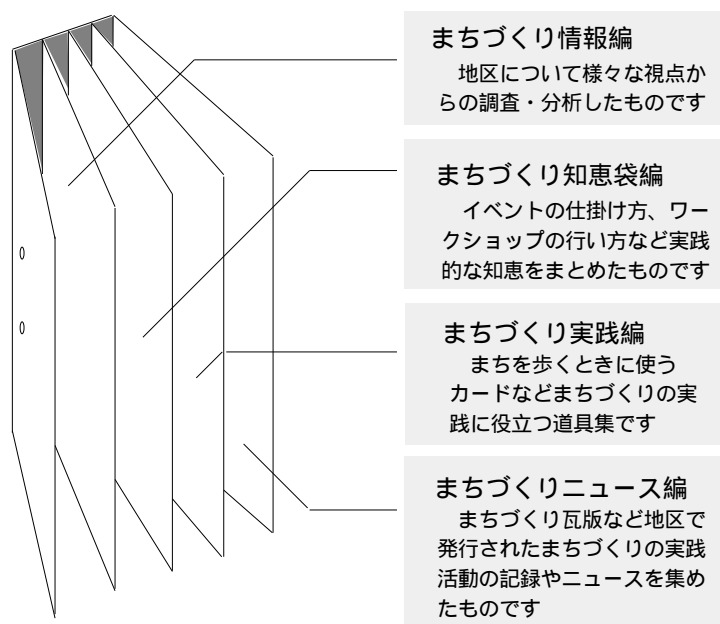 まちづくり情報編
地区について様々な視点か
らの調査・分析したものです
まちづくり知恵袋編
イベントの仕掛け方、ワー
クショップの行い方など実践
的な知恵をまとめたものです
まちづくり実践編
まちを歩くときに使う
カードなどまちづくりの実
践に役立つ道具集です
まちづくりニュース編
まちづくり瓦版など地区で
発行されたまちづくりの実践
活動の記録やニュースを集め
たものです